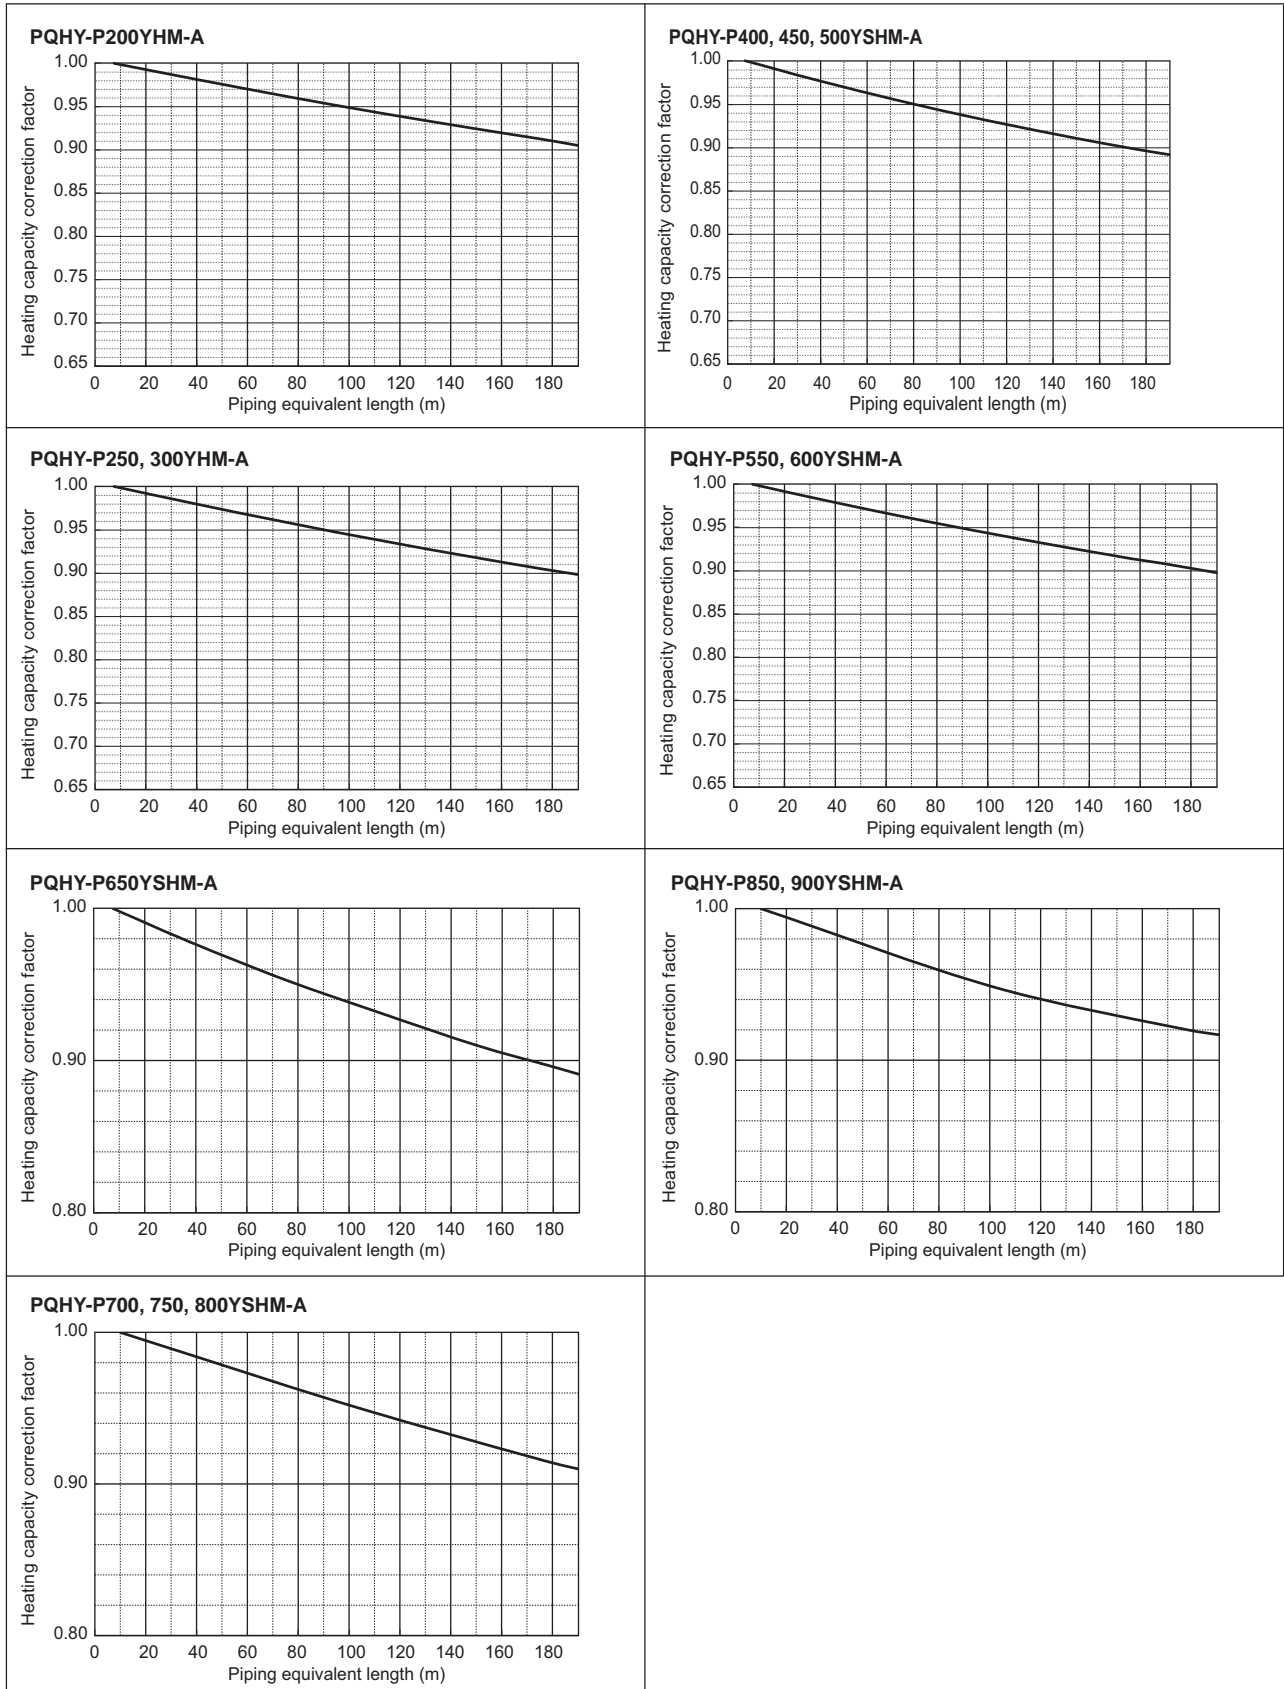 PQHY-P200YHM-A
Heating capacity correction factor
1.00
0.95
0.90
0.85
0.80
0.75
0.70
0.65
0 20 40 60 80 100 120 140 160 180
Piping equivalent length (m)
PQHY-P400, 450, 500YSHM-A
Heating capacity correction factor
1.00
0.95
0.90
0.85
0.80
0.75
0.70
0.65
0 20 40 60 80 100 120 140 160 180
Piping equivalent length (m)
PQHY-P250, 300YHM-A
Heating capacity correction factor
1.00
0.95
0.90
0.85
0.80
0.75
0.70
0.65
0 20 40 60 80 100 120 140 160 180
Piping equivalent length (m)
PQHY-P550, 600YSHM-A
Heating capacity correction factor
1.00
0.95
0.90
0.85
0.80
0.75
0.70
0.65
0 20 40 60 80 100 120 140 160 180
Piping equivalent length (m)
PQHY-P650YSHM-A
Heating capacity correction factor
1.00
0.90
0.80
0 20 40 60 80 100 120 140 160 180
Piping equivalent length (m)
PQHY-P850, 900YSHM-A
Heating capacity correction factor
1.00
0.90
0.80
0 20 40 60 80 100 120 140 160 180
Piping equivalent length (m)
PQHY-P700, 750, 800YSHM-A
Heating capacity correction factor
1.00
0.90
0.80
0 20 40 60 80 100 120 140 160 180
Piping equivalent length (m)